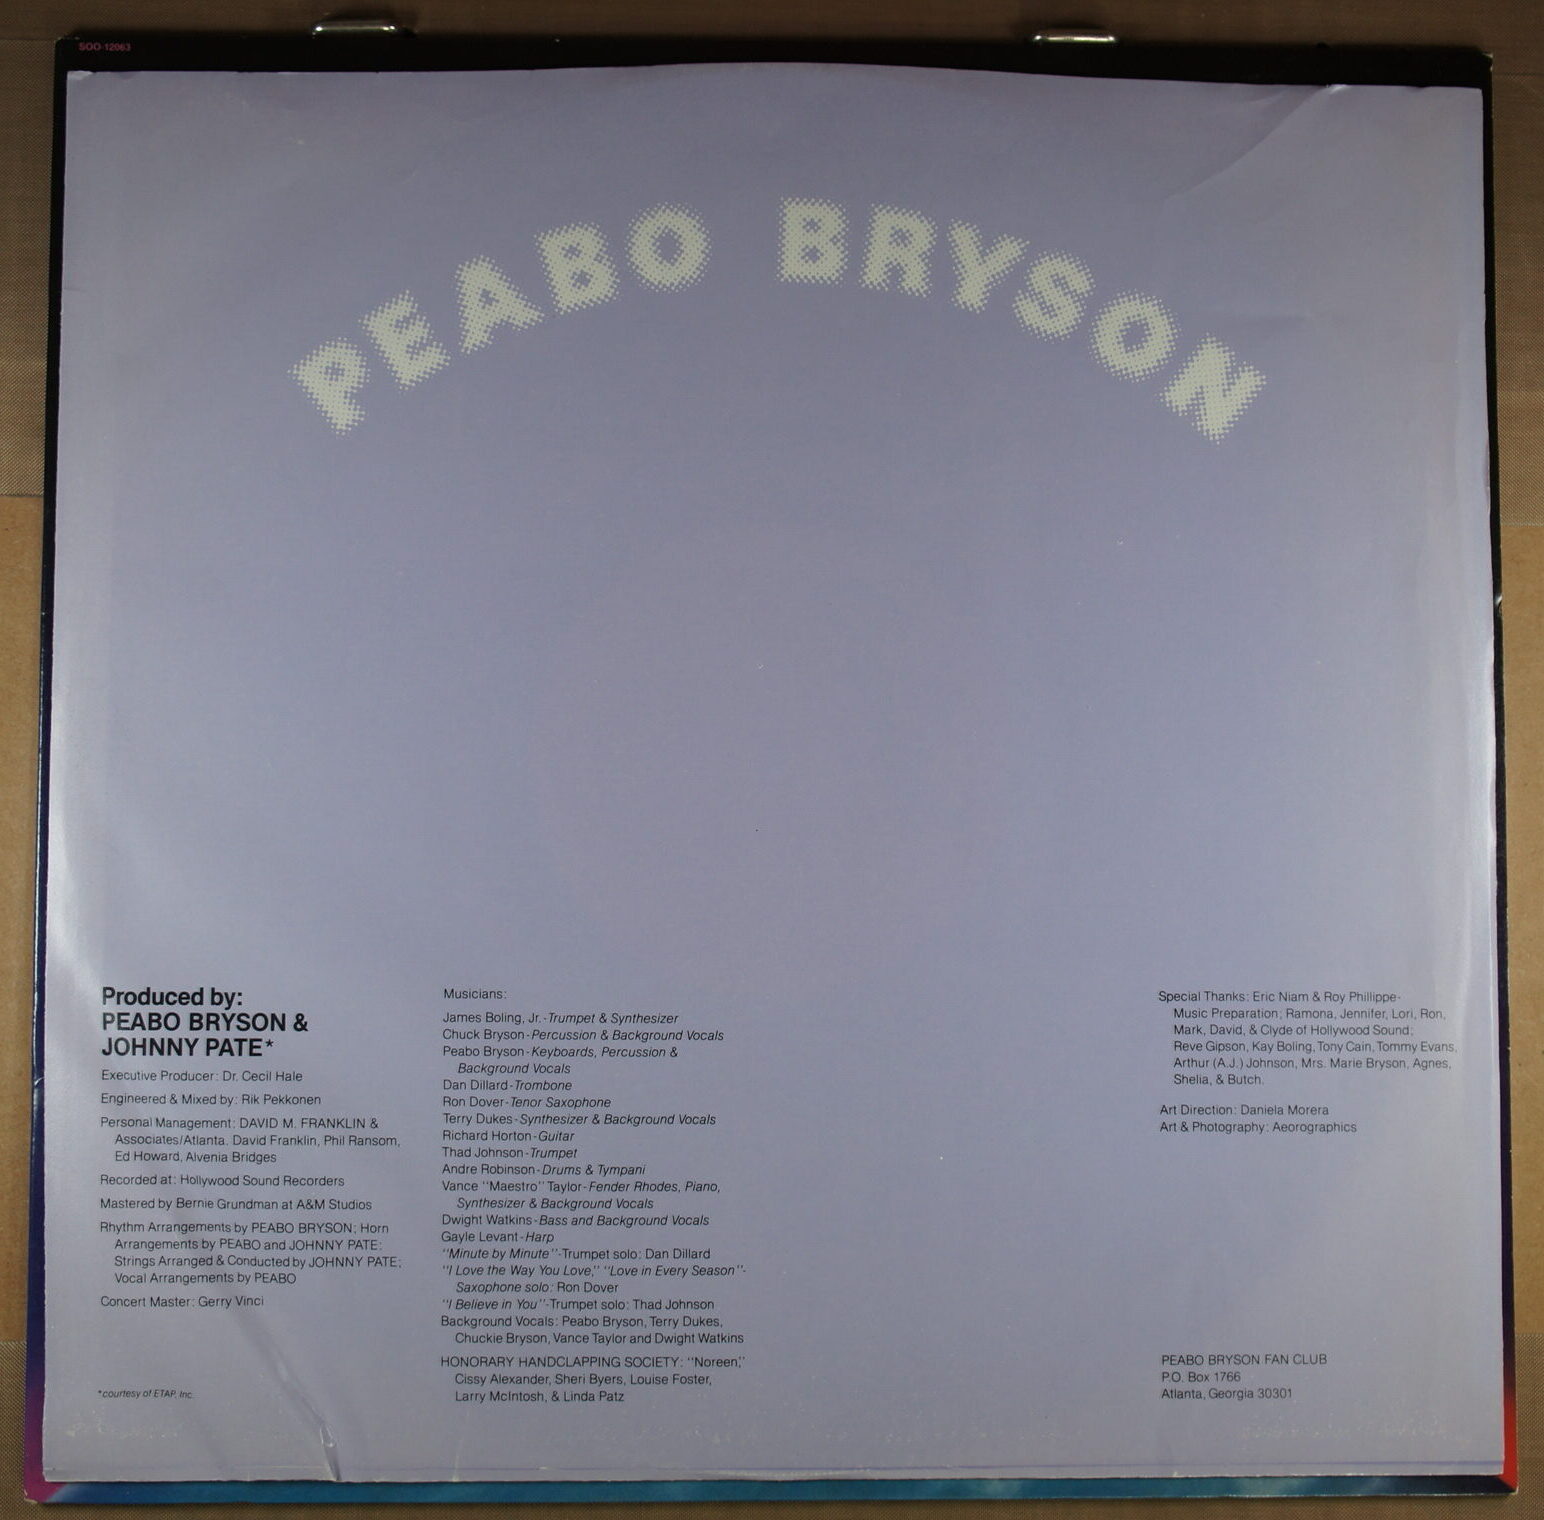 SOO-12063
PEABO BRYSON
Produced by:
PEABO BRYSON &
JOHNNY PATE*
Executive Producer: Dr. Cecil Hale
Engineered & Mixed by: Rik Pekkonen
Personal Management: DAVID M. FRANKLIN &
Associates/Atlanta. David Franklin, Phil Ransom,
Ed Howard, Alvenia Bridges
Recorded at: Hollywood Sound Recorders
Mastered by Bernie Grundman at A&M Studios
Rhythm Arrangements by PEABO BRYSON; Horn
Arrangements by PEABO and JOHNNY PATE;
Strings Arranged & Conducted by JOHNNY PATE;
Vocal Arrangements by PEABO
Concert Master: Gerry Vinci
*courtesy of ETAP, Inc.
Musicians:
James Boling, Jr.-Trumpet & Synthesizer
Chuck Bryson-Percussion & Background Vocals
Peabo Bryson-Keyboards, Percussion &
Background Vocals
Dan Dillard-Trombone
Ron Dover-Tenor Saxophone
Terry Dukes-Synthesizer & Background Vocals
Richard Horton-Guitar
Thad Johnson-Trumpet
Andre Robinson-Drums & Tympani
Vance "Maestro" Taylor-Fender Rhodes, Piano,
Synthesizer & Background Vocals
Dwight Watkins-Bass and Background Vocals
Gayle Levant-Harp
"Minute by Minute"-Trumpet solo: Dan Dillard
"I Love the Way You Love," "Love in Every Season"-
Saxophone solo: Ron Dover
"I Believe in You"-Trumpet solo: Thad Johnson
Background Vocals: Peabo Bryson, Terry Dukes,
Chuckie Bryson, Vance Taylor and Dwight Watkins
HONORARY HANDCLAPPING SOCIETY: "Noreen,"
Cissy Alexander, Sheri Byers, Louise Foster,
Larry McIntosh, & Linda Patz
Special Thanks: Eric Niam & Roy Phillippe-
Music Preparation; Ramona, Jennifer, Lori, Ron,
Mark, David, & Clyde of Hollywood Sound;
Reve Gipson, Kay Boling, Tony Cain, Tommy Evans,
Arthur (A.J.) Johnson, Mrs. Marie Bryson, Agnes,
Shelia, & Butch.
Art Direction: Daniela Morera
Art & Photography: Aeorographics
PEABO BRYSON FAN CLUB
P.O. Box 1766
Atlanta, Georgia 30301